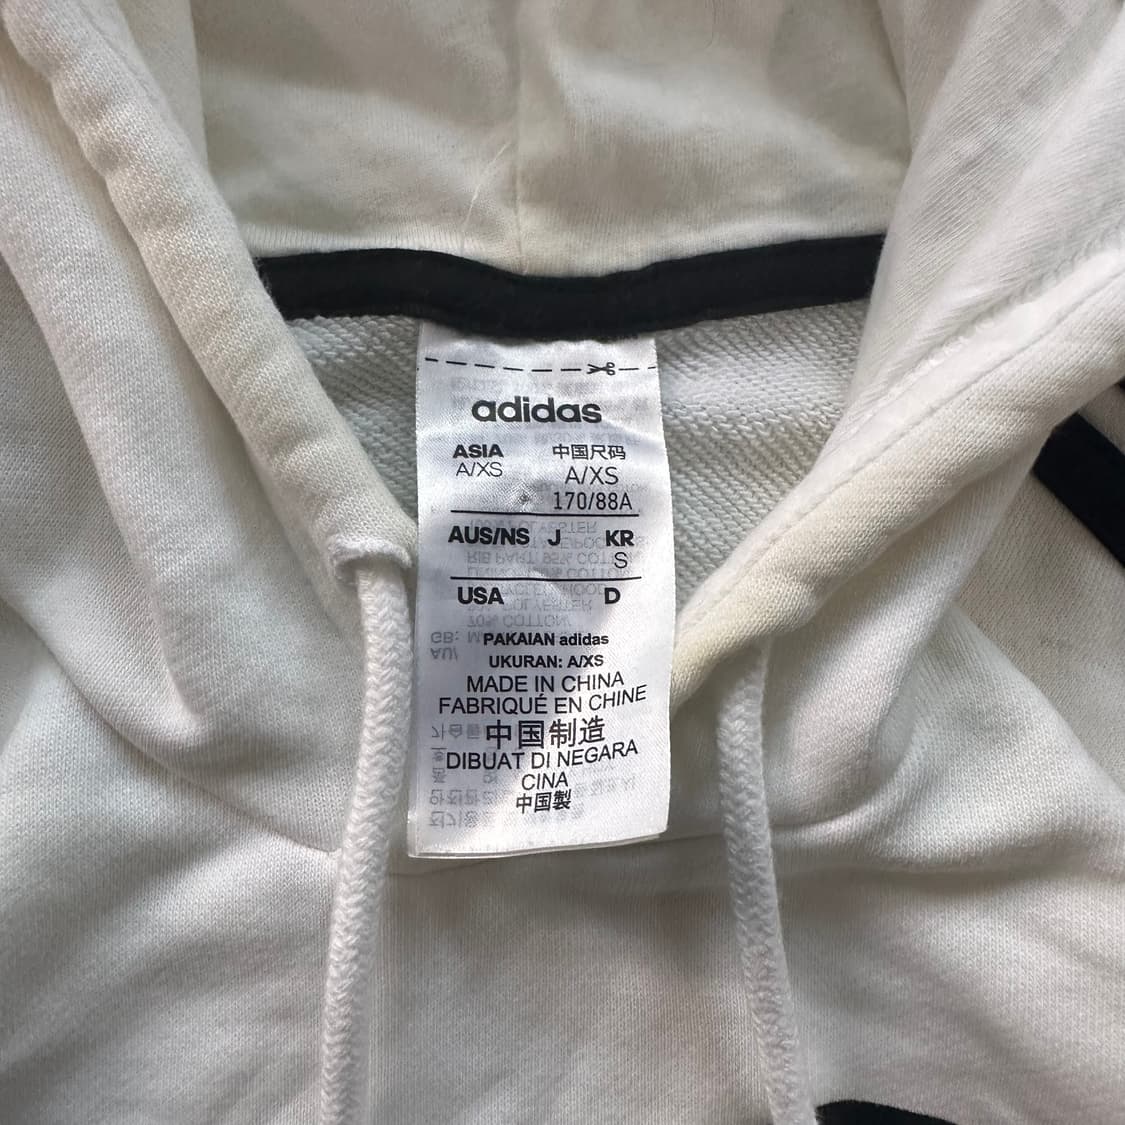 adidas
ASIA 中国尺码
A/XS A/XS
170/88A
AUS/NS J KR
S
USA D
PAKAIAN adidas
UKURAN: A/XS
MADE IN CHINA
FABRIQUÉ EN CHINE
中国制造
DIBUAT DI NEGARA
CINA
中国製